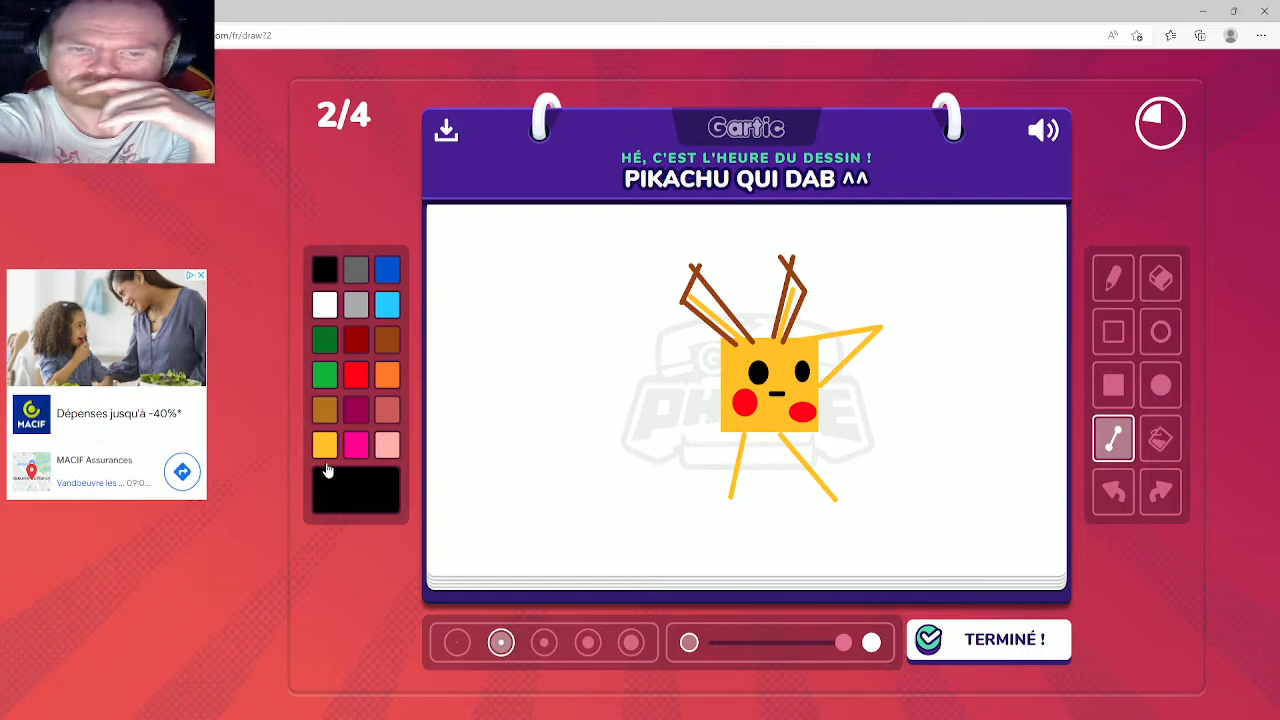 om/fr/draw?2
2/4
Gartic
HÉ, C'EST L'HEURE DU DESSIN !
PIKACHU QUI DAB ^^
MACIF
Dépenses jusqu'à -40%*
MACIF Assurances
Vandoeuvre les ... 09:0...
TERMINÉ !